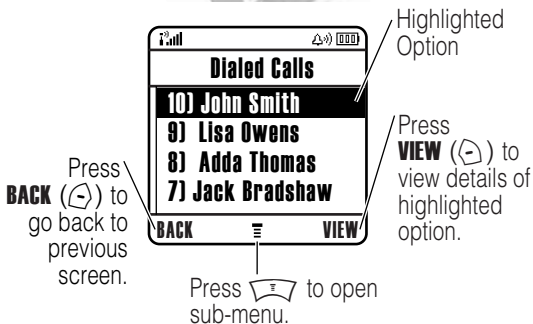 Highlighted
Option
Dialed Calls
10) John Smith
9) Lisa Owens
8) Adda Thomas
7) Jack Bradshaw
BACK
VIEW
Press
BACK (-) to
go back to
previous
screen.
Press
VIEW (-) to
view details of
highlighted
option.
Press to open
sub-menu.